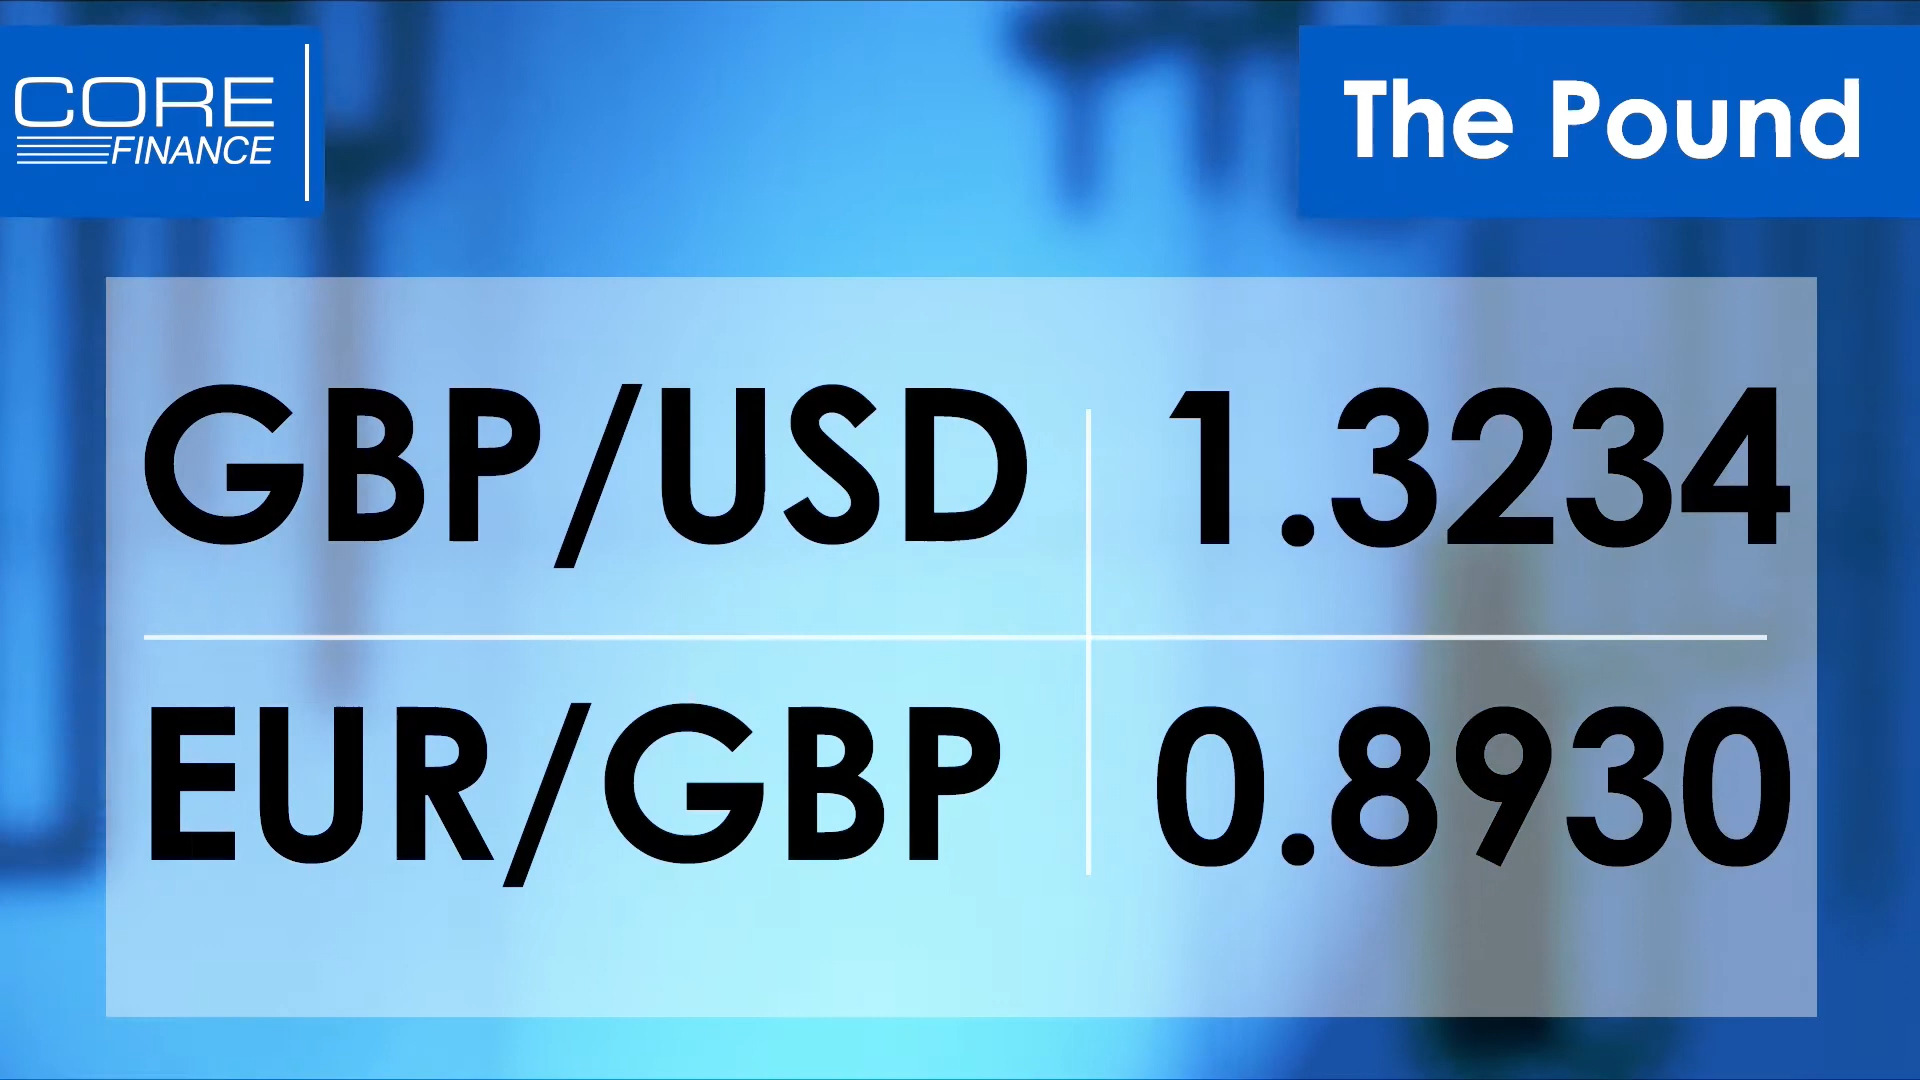 CORE
FINANCE
The Pound
GBP/USD 1.3234
EUR/GBP 0.8930